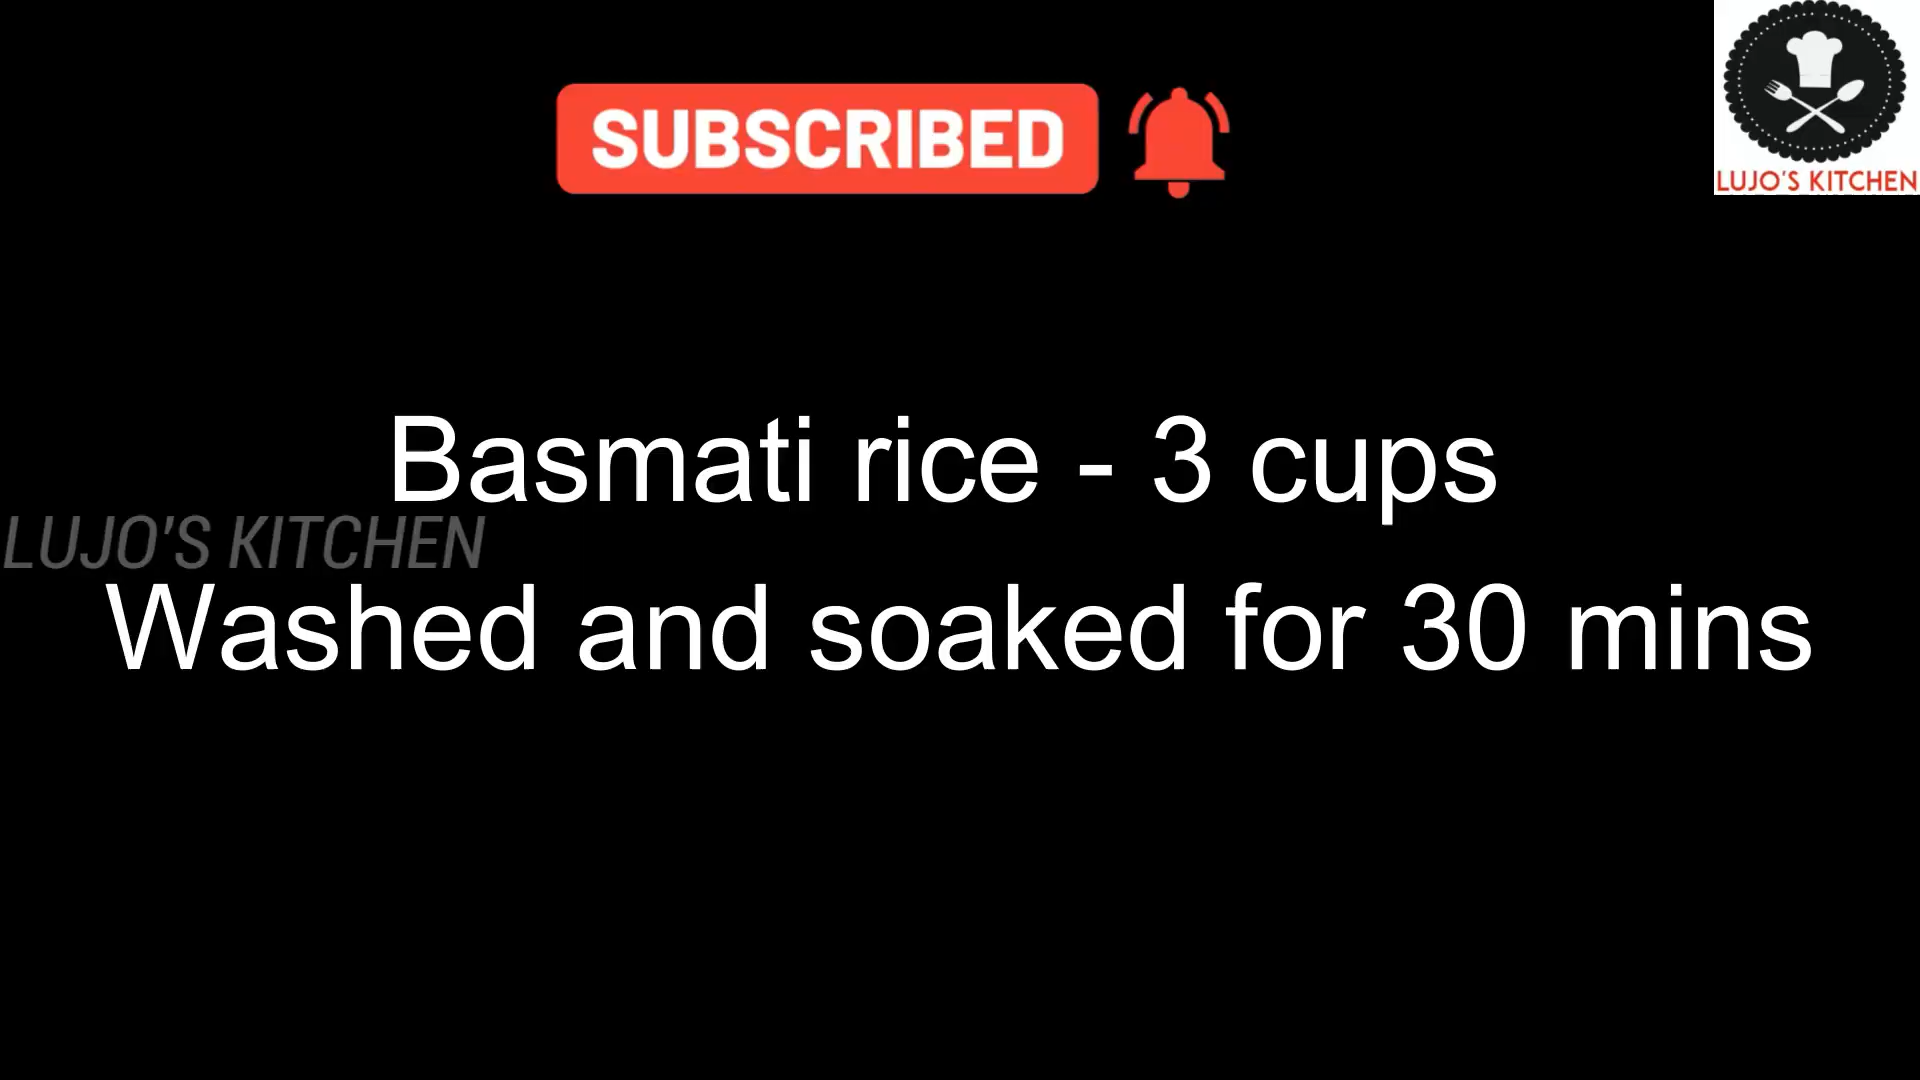 SUBSCRIBED
LUJO'S KITCHEN
Basmati rice - 3 cups
LUJO'S KITCHEN
Washed and soaked for 30 mins